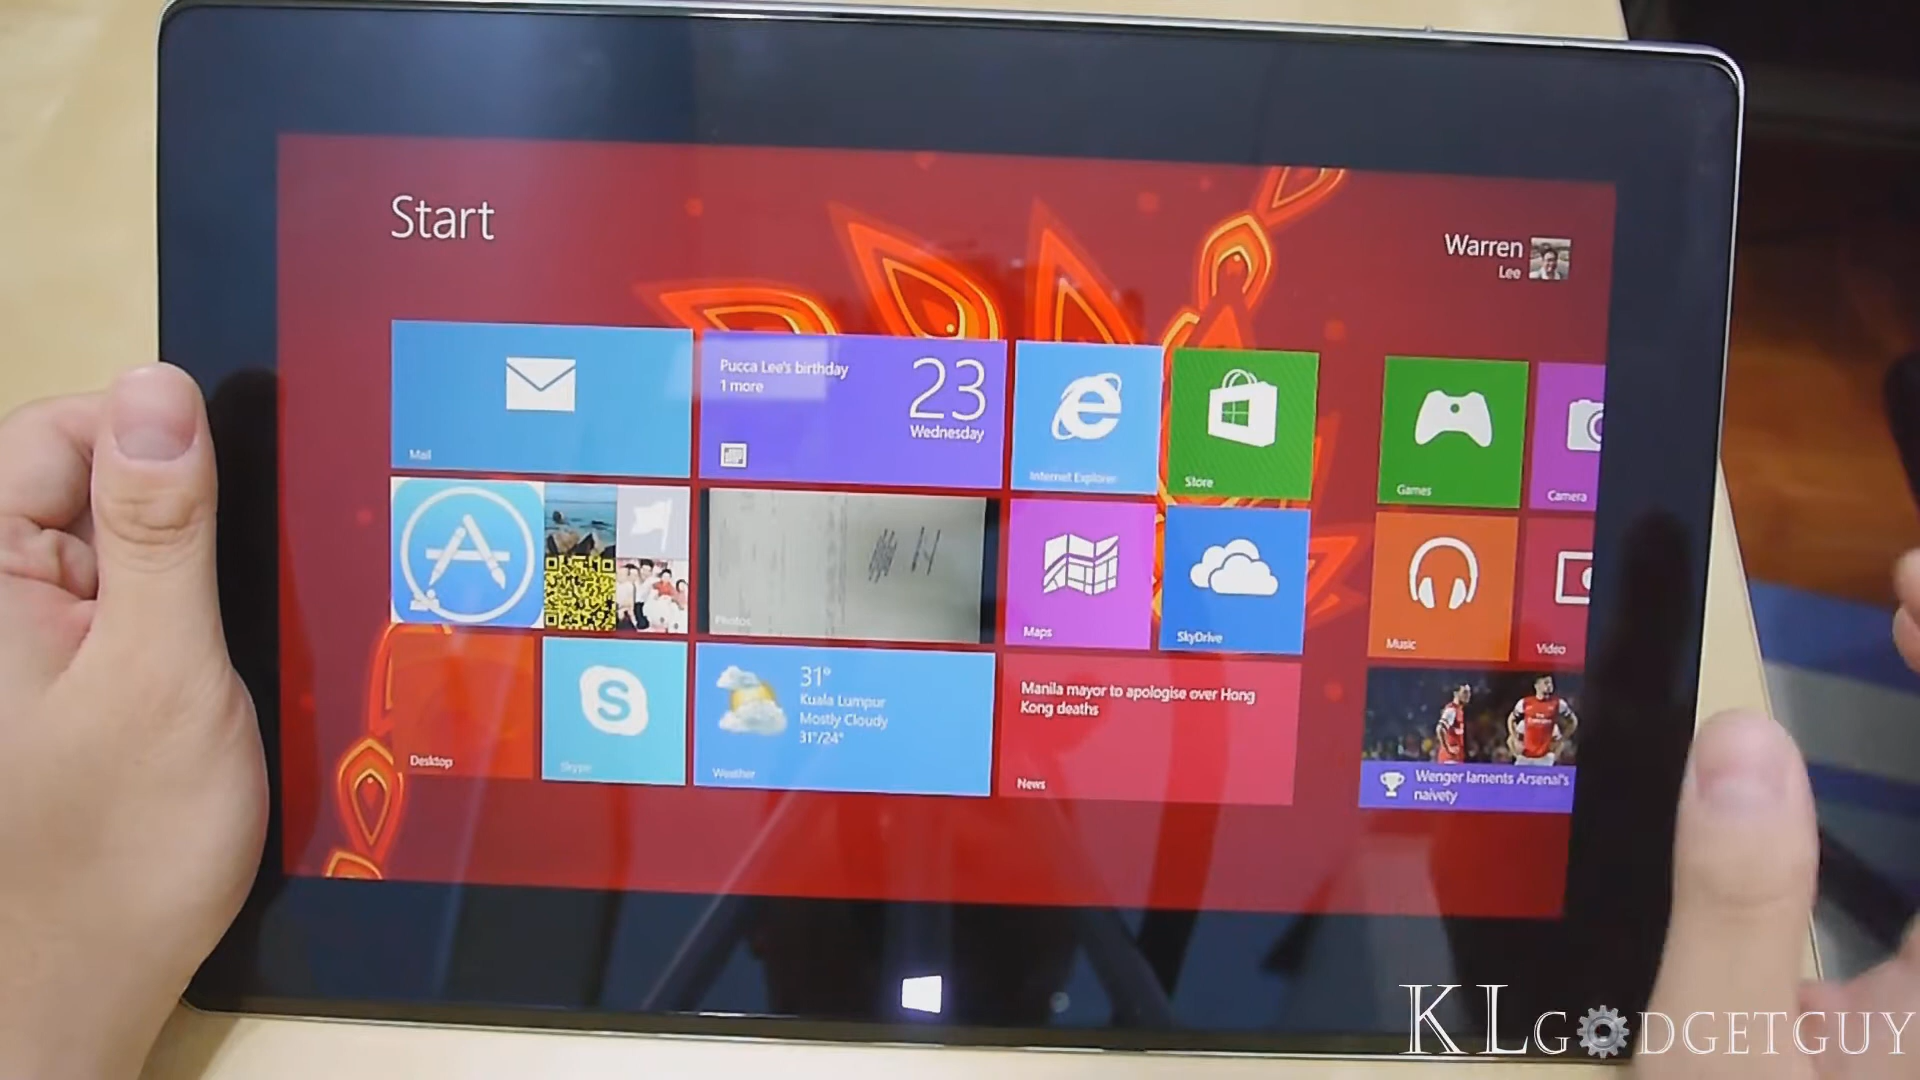 Start
Warren
Lee
Mail
Pucca Lee's birthday
1 more
23
Wednesday
Internet Explorer
Store
Games
Camera
Photos
Maps
SkyDrive
Music
Video
Desktop
Skype
31°
Kuala Lumpur
Mostly Cloudy
31°/24°
Weather
Manila mayor to apologise over Hong
Kong deaths
News
Wenger laments Arsenal's
naivety
KLGADGETGUY